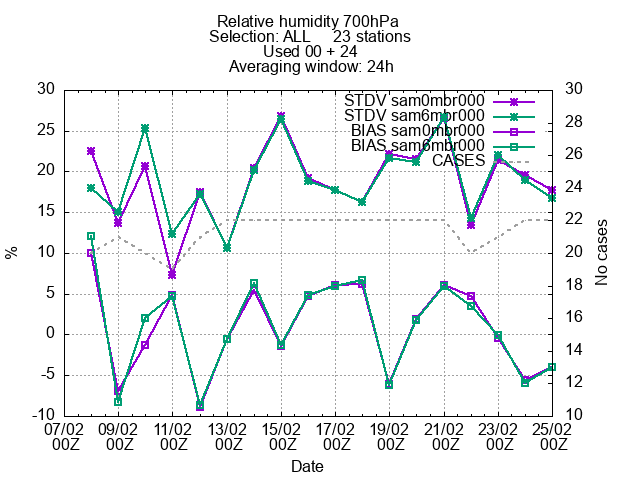 Relative humidity 700hPa
Selection: ALL 23 stations
Used 00 + 24
Averaging window: 24h
30 30
STDV sam0mbr000
STDV sam6mbr000
BIAS sam0mbr000
BIAS sam6mbr000
CASES
25
20
15
10
5
0
-5
-10
28
26
24
22
20
18
16
14
12
10
%
No cases
07/02 09/02 11/02 13/02 15/02 17/02 19/02 21/02 23/02 25/02
00Z 00Z 00Z 00Z 00Z 00Z 00Z 00Z 00Z 00Z
Date